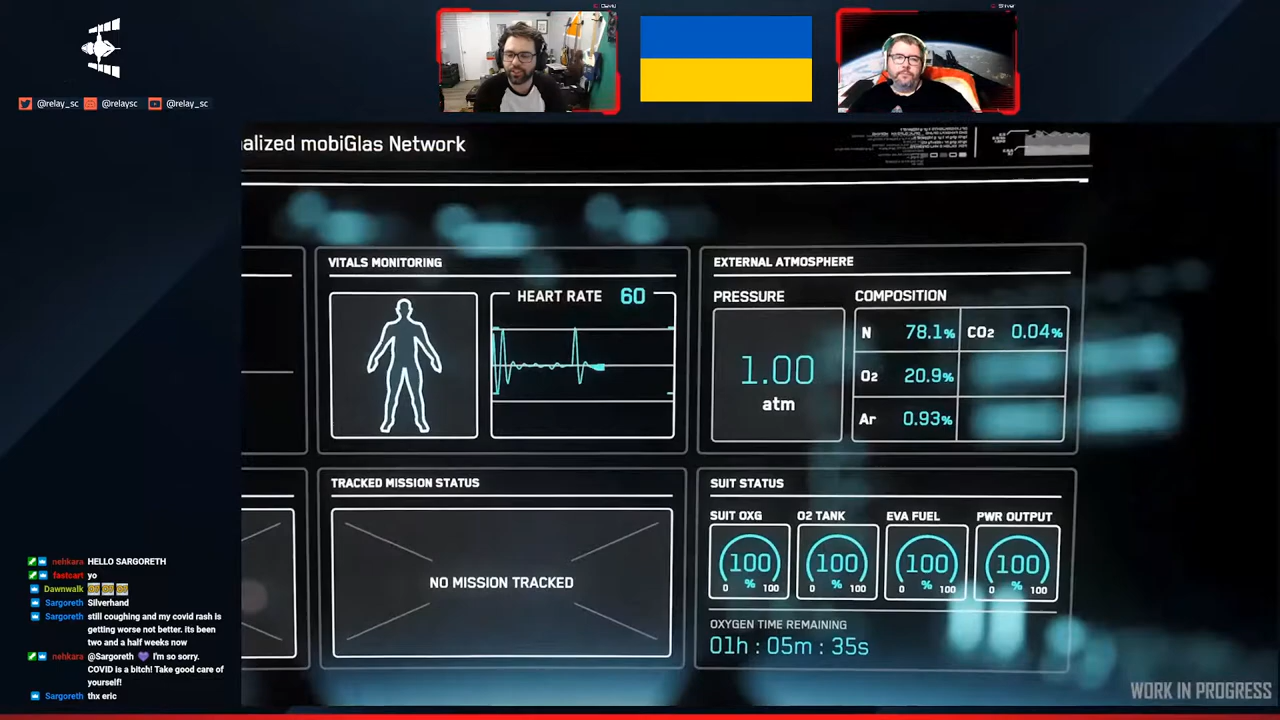 David
Silver
@relay_sc
@relaysc
@relay_sc
alized mobiGlas Network
VITALS MONITORING
HEART RATE 60
EXTERNAL ATMOSPHERE
PRESSURE
1.00
atm
COMPOSITION
N 78.1% CO2 0.04%
O2 20.9%
Ar 0.93%
TRACKED MISSION STATUS
NO MISSION TRACKED
SUIT STATUS
SUIT OXG O2 TANK EVA FUEL PWR OUTPUT
100 100 100 100
% % % %
0 100 0 100 0 100 0 100
OXYGEN TIME REMAINING
01h : 05m : 35s
nehkara HELLO SARGORETH
fastcart yo
Dawnwalk
Sargoreth Silverhand
Sargoreth still coughing and my covid rash is
getting worse not better. its been
two and a half weeks now
nehkara @Sargoreth I'm so sorry.
COVID is a bitch! Take good care of
yourself!
Sargoreth thx eric
WORK IN PROGRESS